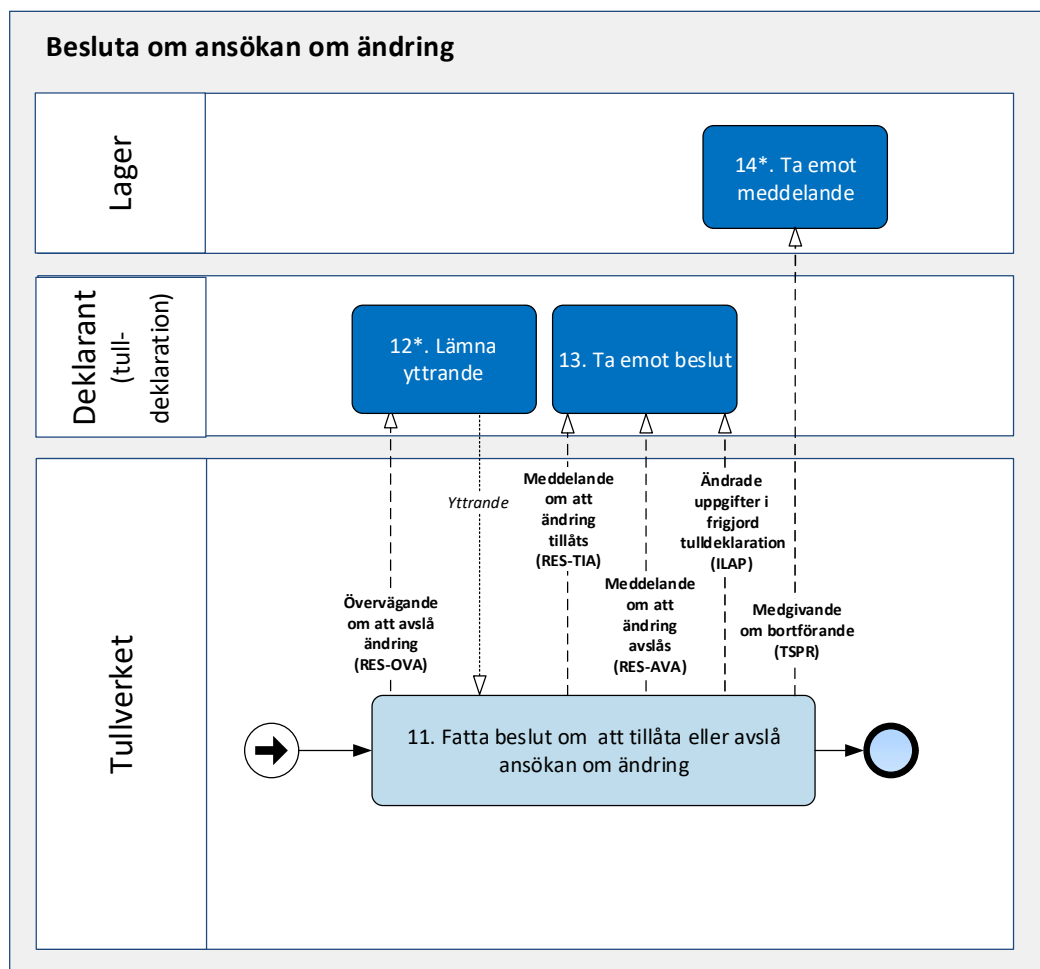 Besluta om ansökan om ändring
Lager
14*. Ta emot
meddelande
Deklarant
(tull-
deklaration)
12*. Lämna
yttrande
13. Ta emot beslut
Tullverket
Övervägande
om att avslå
ändring
(RES-OVA)
Yttrande
Meddelande
om att
ändring
tillåts
(RES-TIA)
Meddelande
om att
ändring
avslås
(RES-AVA)
Ändrade
uppgifter i
frigjord
tulldeklaration
(ILAP)
Medgivande
om bortförande
(TSPR)
11. Fatta beslut om  att tillåta eller avslå
ansökan om ändring